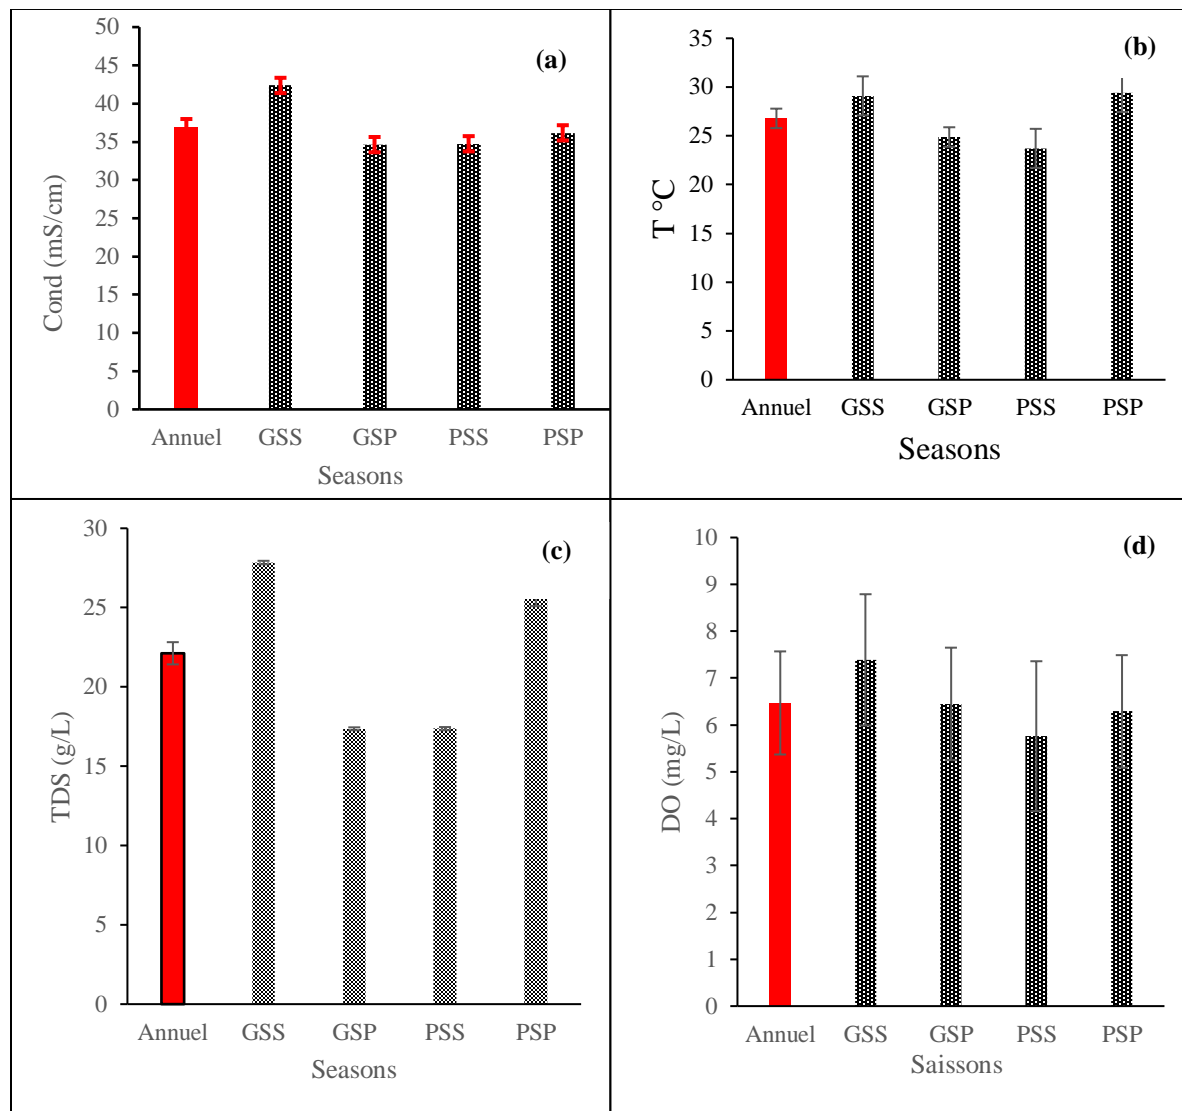 (a)
50
45
40
35
30
25
20
15
10
5
0
Cond (mS/cm)
Annuel GSS GSP PSS PSP
Seasons
(b)
35
30
25
20
15
10
5
0
T °C
Annuel GSS GSP PSS PSP
Seasons
(c)
30
25
20
15
10
5
0
TDS (g/L)
Annuel GSS GSP PSS PSP
Seasons
(d)
10
9
8
7
6
5
4
3
2
1
0
DO (mg/L)
Annuel GSS GSP PSS PSP
Saissons